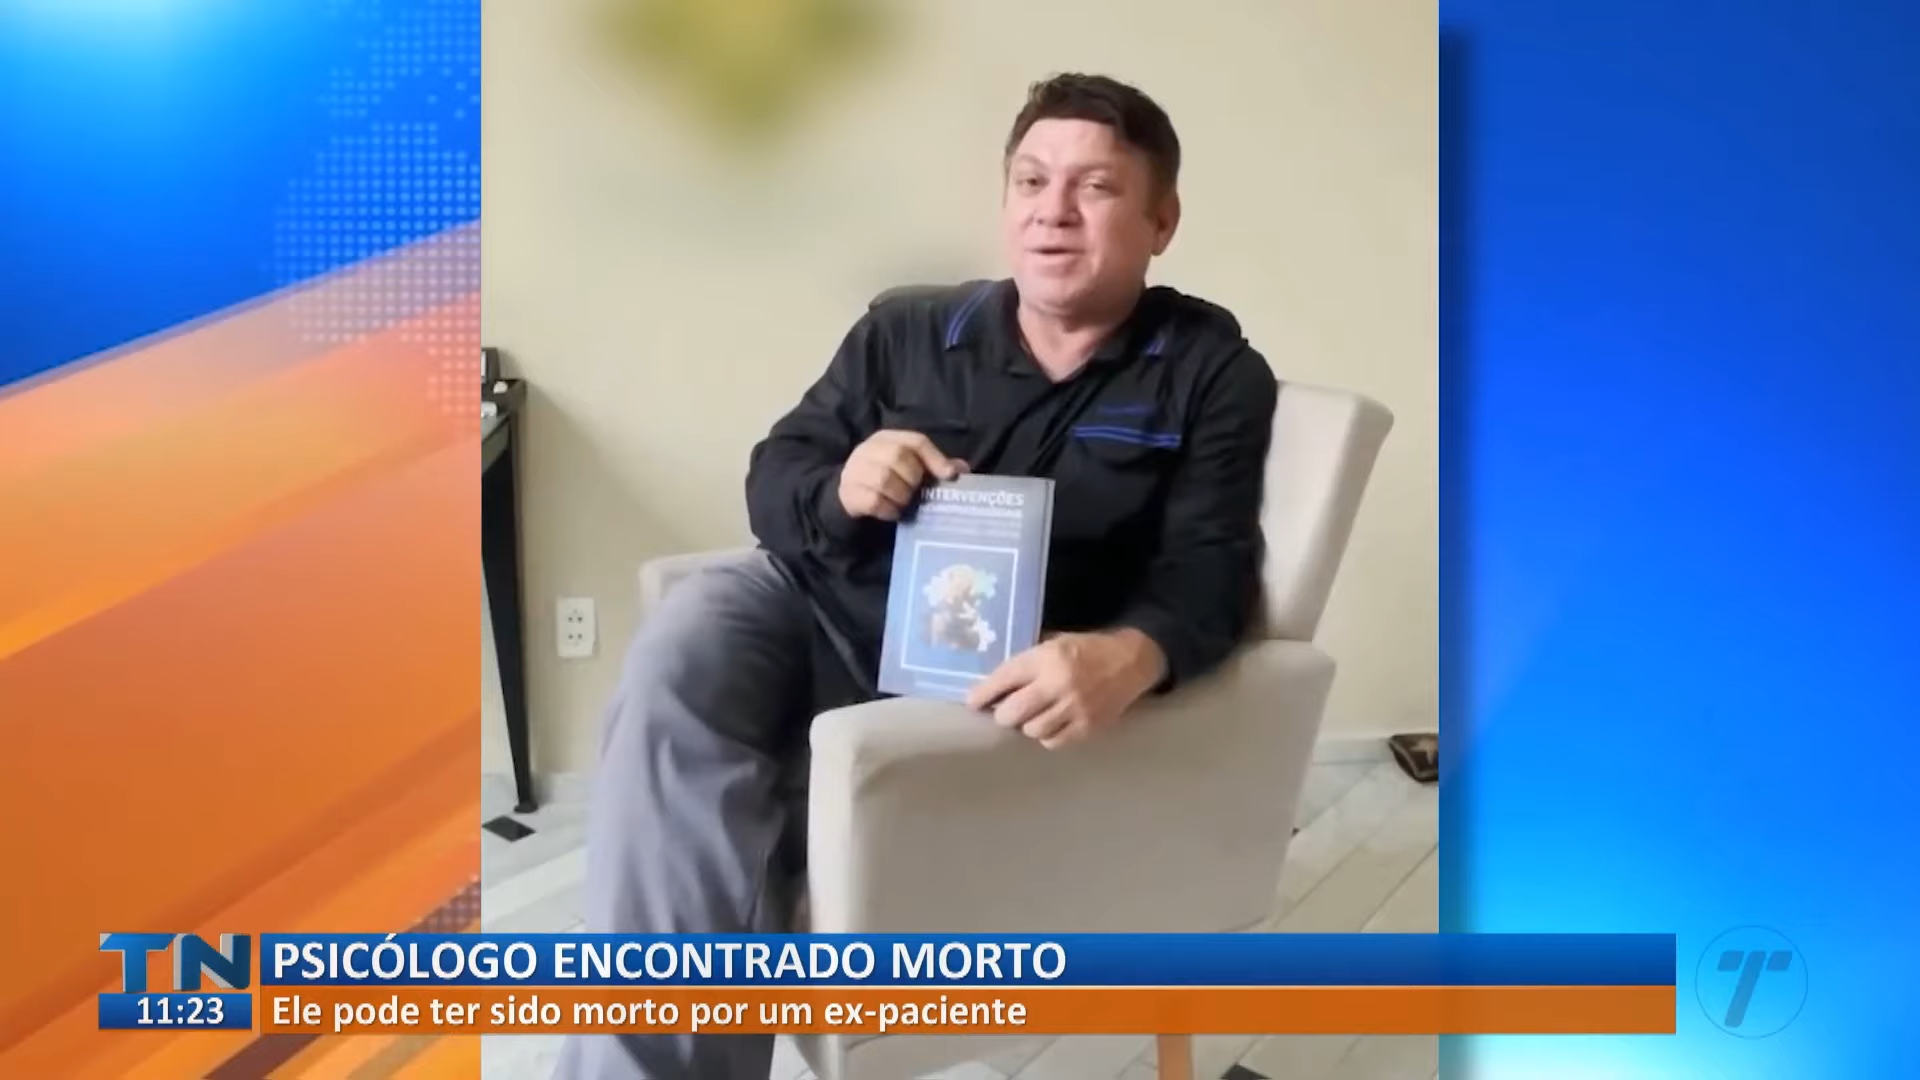 INTERVENÇÕES
TN
PSICÓLOGO ENCONTRADO MORTO
11:23
Ele pode ter sido morto por um ex-paciente